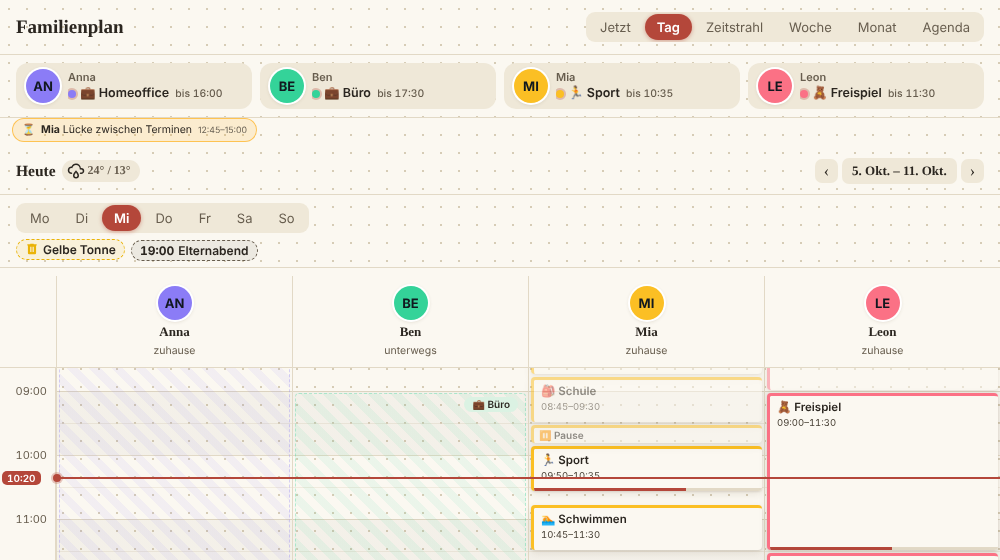 Familienplan
Jetzt Tag Zeitstrahl Woche Monat Agenda
AN Anna
Homeoffice bis 16:00
BE Ben
Büro bis 17:30
MI Mia
Sport bis 10:35
LE Leon
Freispiel bis 11:30
Mia Lücke zwischen Terminen 12:45–15:00
Heute 24° / 13° ‹ 5. Okt. – 11. Okt. ›
Mo Di Mi Do Fr Sa So
Gelbe Tonne 19:00 Elternabend
AN BE MI LE
Anna Ben Mia Leon
zuhause unterwegs zuhause zuhause
09:00
10:00
10:20
11:00
Büro
Schule
08:45–09:30
Pause
Sport
09:50–10:35
Schwimmen
10:45–11:30
Freispiel
09:00–11:30